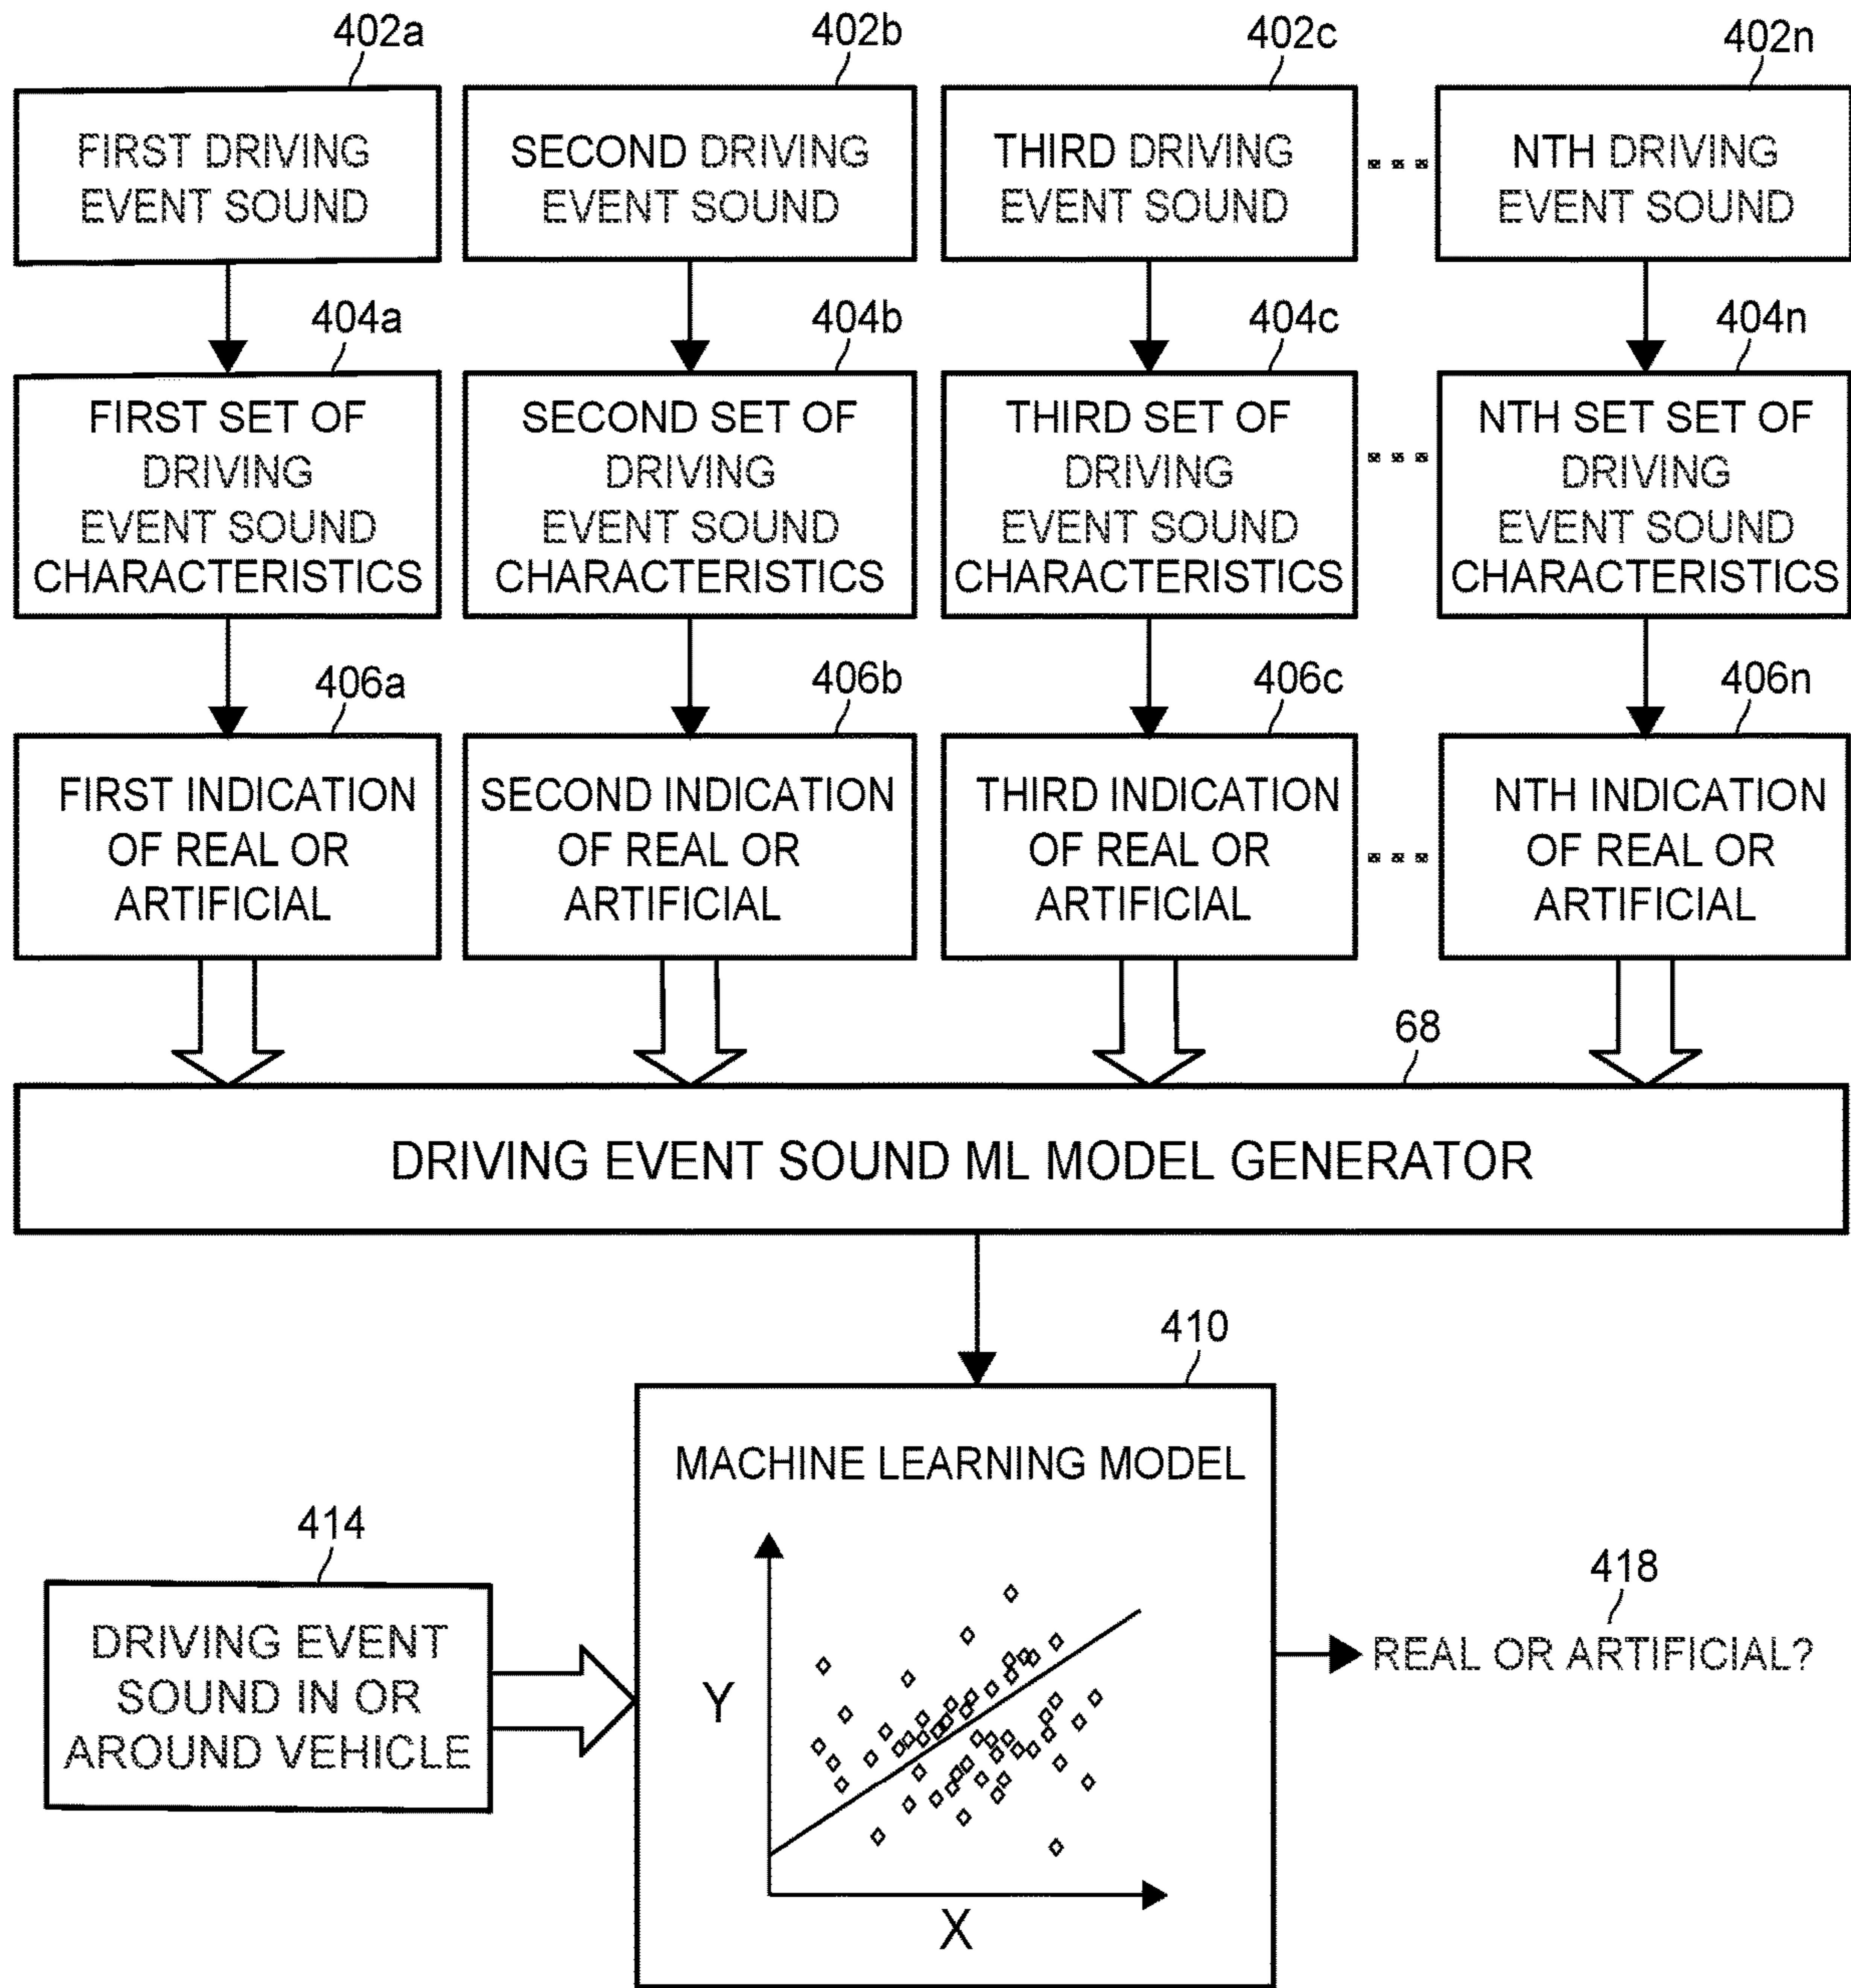 402a
402b
402c
402n
FIRST DRIVING
EVENT SOUND
SECOND DRIVING
EVENT SOUND
THIRD DRIVING
EVENT SOUND
NTH DRIVING
EVENT SOUND
404a
404b
404c
404n
FIRST SET OF
DRIVING
EVENT SOUND
CHARACTERISTICS
SECOND SET OF
DRIVING
EVENT SOUND
CHARACTERISTICS
THIRD SET OF
DRIVING
EVENT SOUND
CHARACTERISTICS
NTH SET SET OF
DRIVING
EVENT SOUND
CHARACTERISTICS
406a
406b
406c
406n
FIRST INDICATION
OF REAL OR
ARTIFICIAL
SECOND INDICATION
OF REAL OR
ARTIFICIAL
THIRD INDICATION
OF REAL OR
ARTIFICIAL
NTH INDICATION
OF REAL OR
ARTIFICIAL
68
DRIVING EVENT SOUND ML MODEL GENERATOR
410
MACHINE LEARNING MODEL
Y
X
414
DRIVING EVENT
SOUND IN OR
AROUND VEHICLE
418
REAL OR ARTIFICIAL?